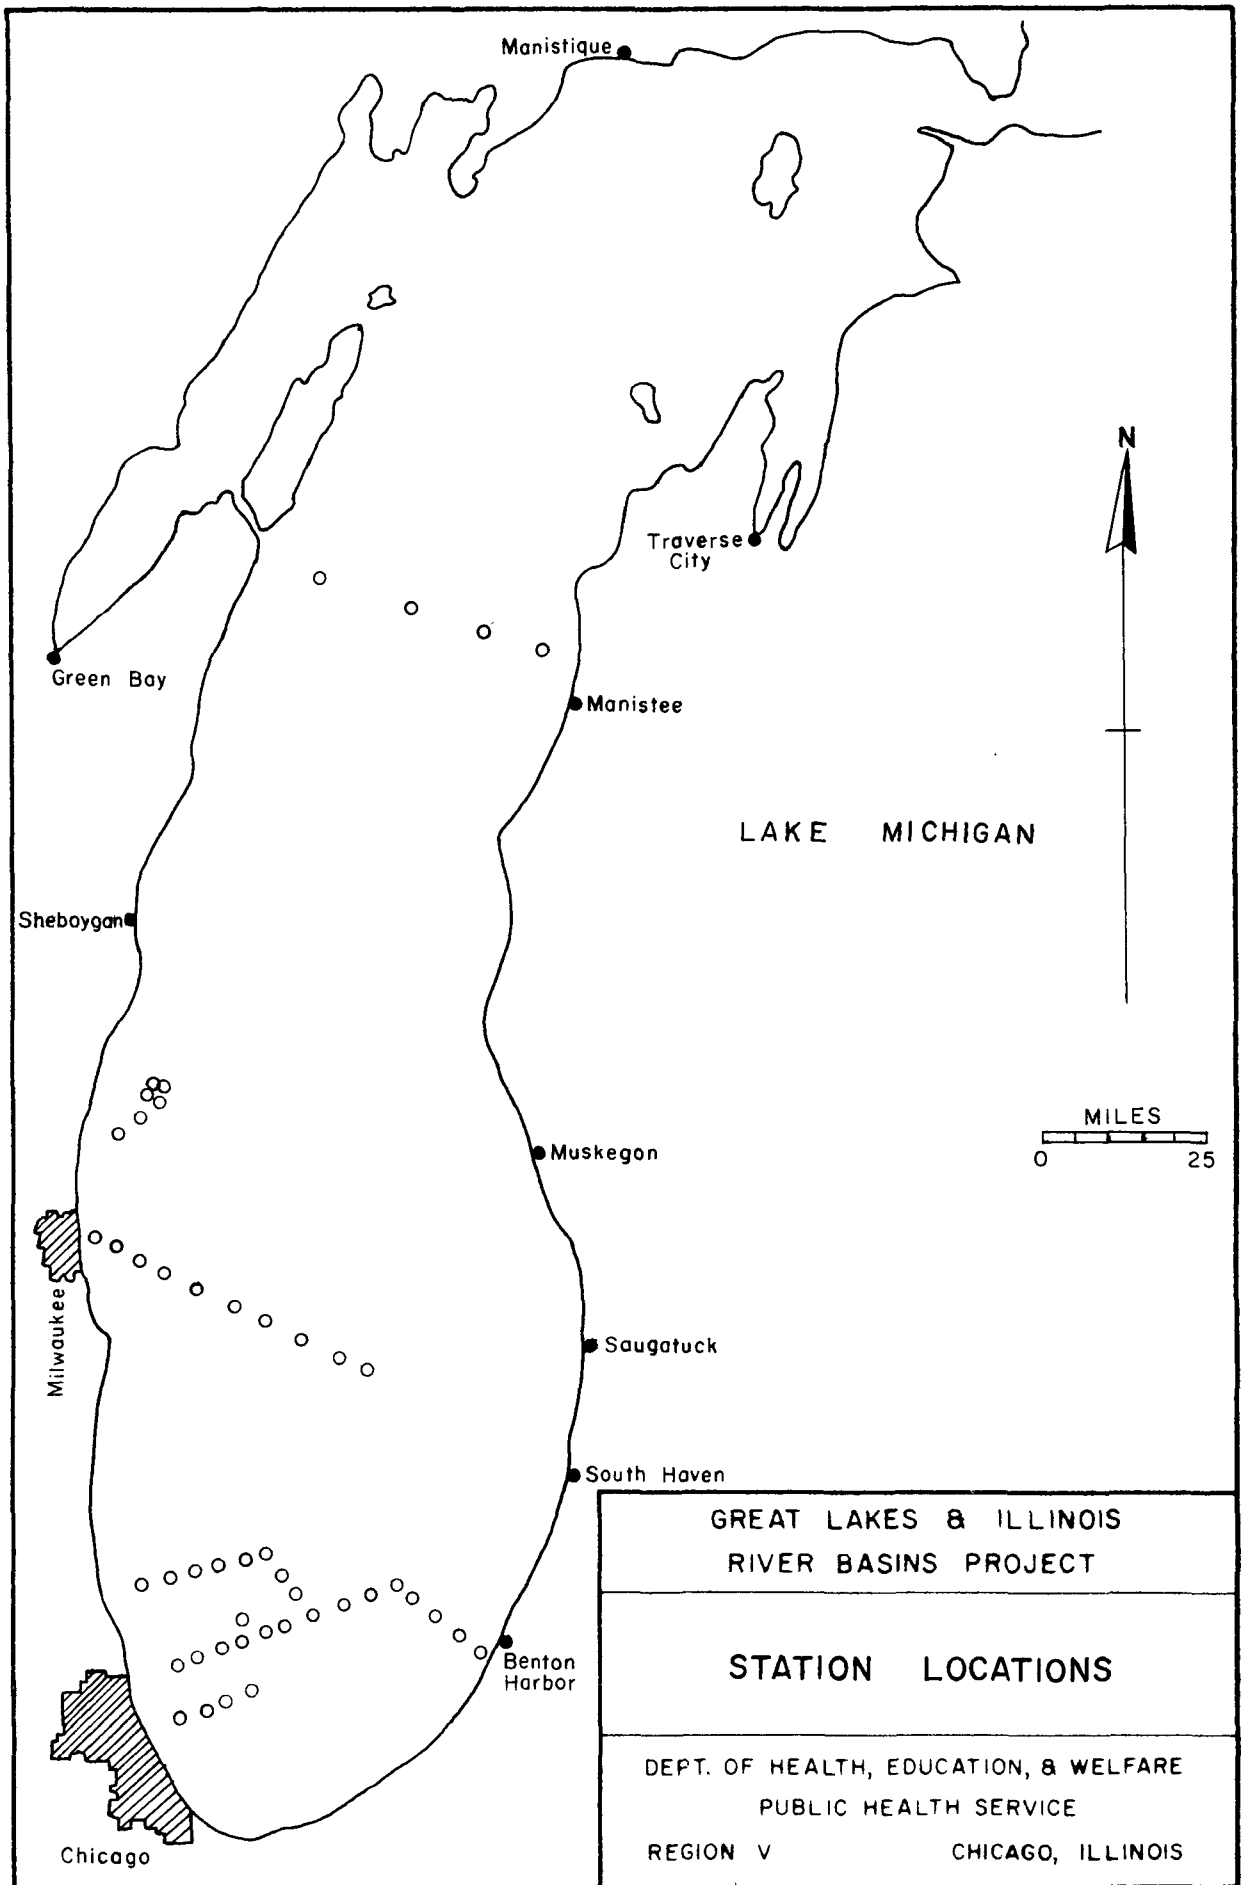 Manistique
N
Traverse
City
Green Bay
Manistee
LAKE MICHIGAN
Sheboygan
MILES
0 25
Muskegon
Milwaukee
Saugatuck
South Haven
GREAT LAKES & ILLINOIS
RIVER BASINS PROJECT
Benton
Harbor
STATION LOCATIONS
DEPT. OF HEALTH, EDUCATION, & WELFARE
PUBLIC HEALTH SERVICE
REGION V CHICAGO, ILLINOIS
Chicago